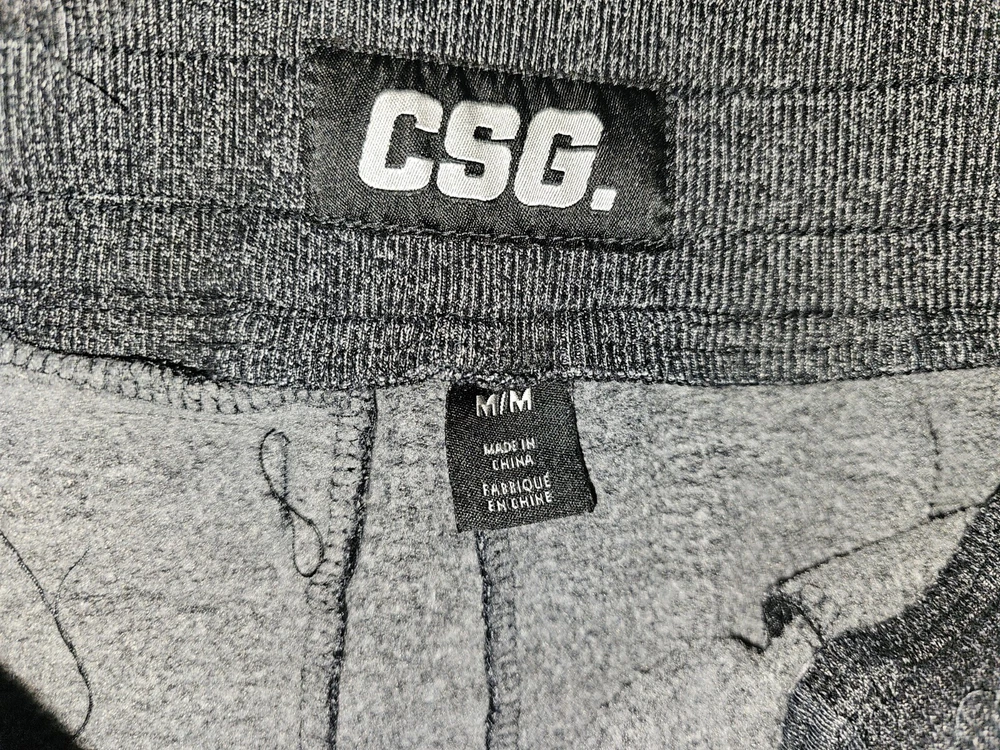 CSG.
M/M
MADE IN
CHINA
FABRIQUÉ
EN CHINE